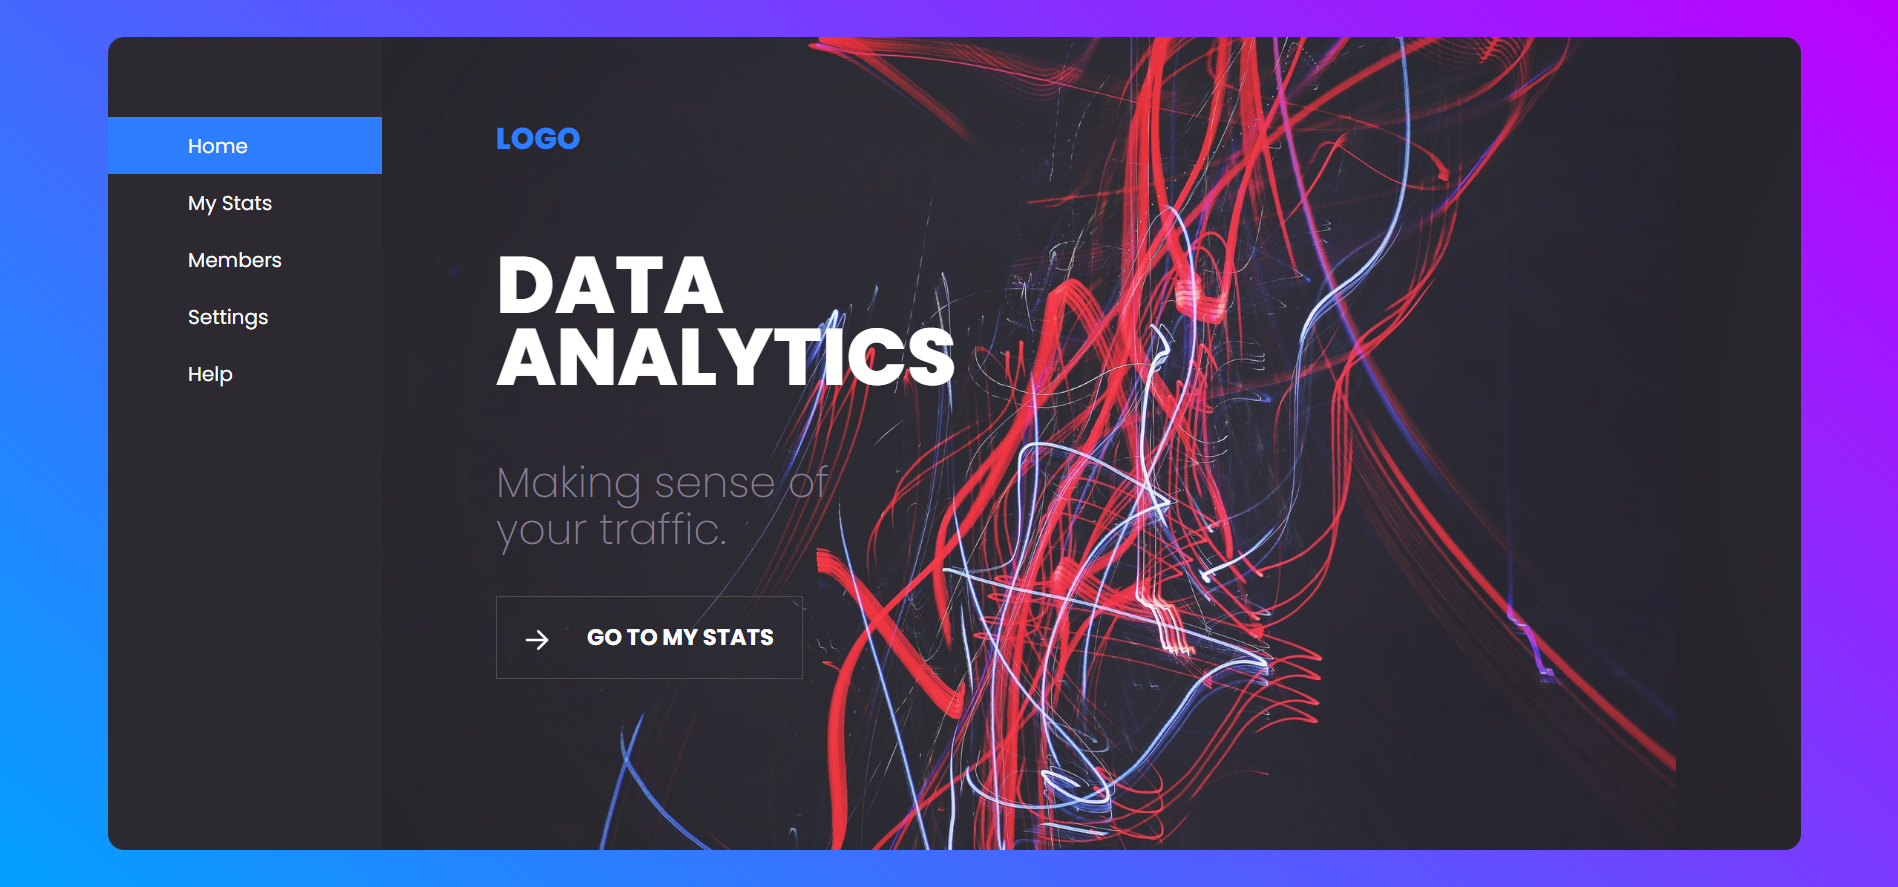 Home
My Stats
Members
Settings
Help
LOGO
DATA
ANALYTICS
Making sense of
your traffic.
GO TO MY STATS